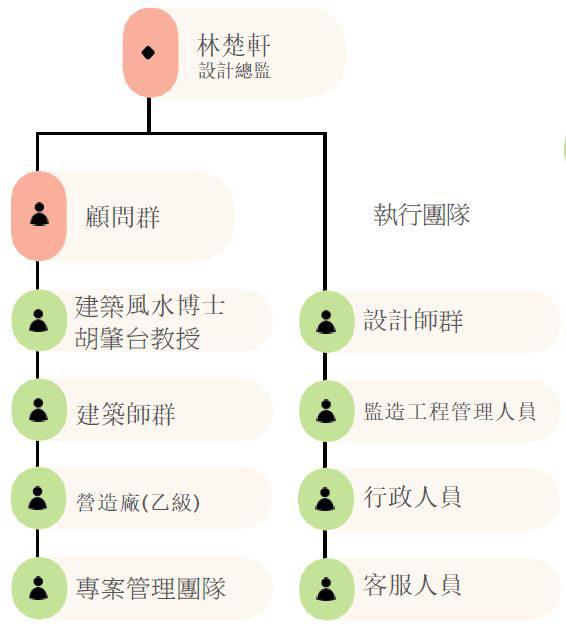 林楚軒
設計總監
顧問群
建築風水博士
胡肇台教授
建築師群
營造廠(乙級)
專案管理團隊
執行團隊
設計師群
監造工程管理人員
行政人員
客服人員